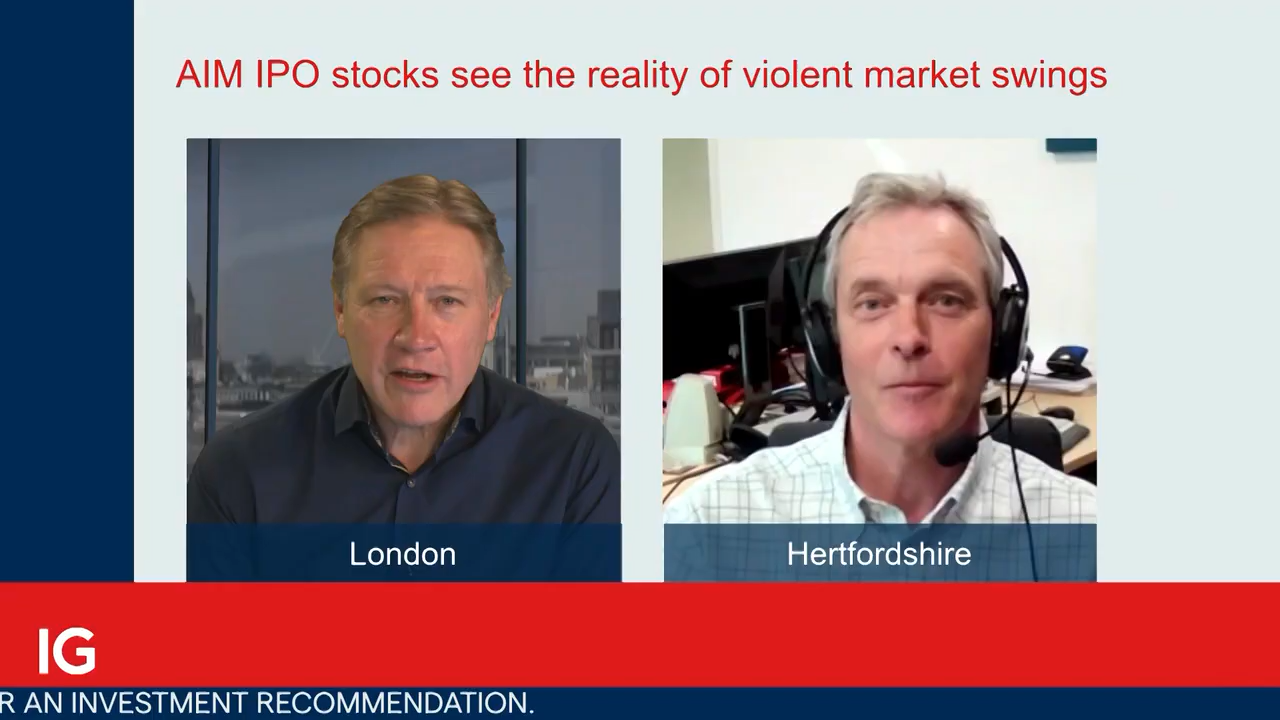 AIM IPO stocks see the reality of violent market swings
London
Hertfordshire
IG
R AN INVESTMENT RECOMMENDATION.